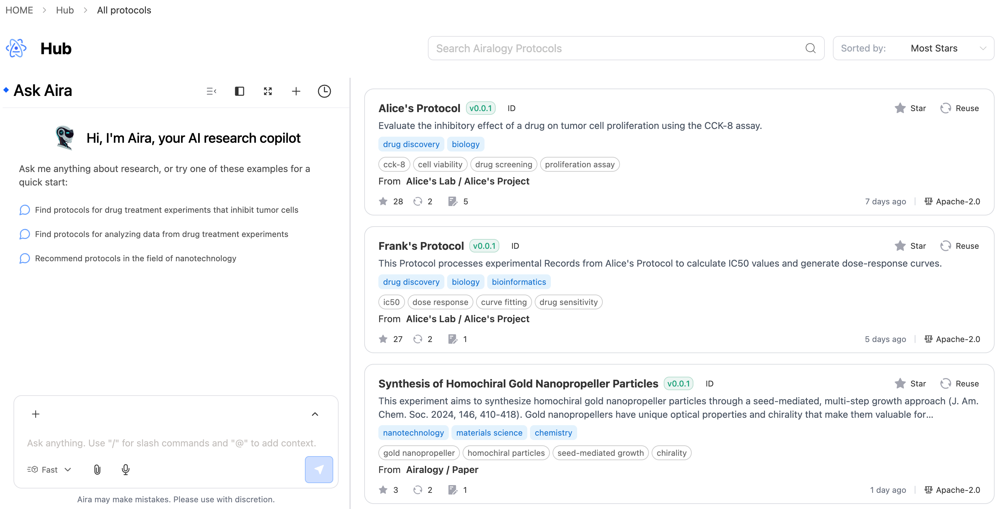 HOME > Hub > All protocols
Hub
Search Airalogy Protocols
Sorted by: Most Stars
Ask Aira
Hi, I'm Aira, your AI research copilot
Ask me anything about research, or try one of these examples for a
quick start:
Find protocols for drug treatment experiments that inhibit tumor cells
Find protocols for analyzing data from drug treatment experiments
Recommend protocols in the field of nanotechnology
Ask anything. Use "/" for slash commands and "@" to add context.
Fast
Aira may make mistakes. Please use with discretion.
Alice's Protocol v0.0.1 ID Star Reuse
Evaluate the inhibitory effect of a drug on tumor cell proliferation using the CCK-8 assay.
drug discovery biology
cck-8 cell viability drug screening proliferation assay
From Alice's Lab / Alice's Project
28 2 5 7 days ago Apache-2.0
Frank's Protocol v0.0.1 ID Star Reuse
This Protocol processes experimental Records from Alice's Protocol to calculate IC50 values and generate dose-response curves.
drug discovery biology bioinformatics
ic50 dose response curve fitting drug sensitivity
From Alice's Lab / Alice's Project
27 2 1 5 days ago Apache-2.0
Synthesis of Homochiral Gold Nanopropeller Particles v0.0.1 ID Star Reuse
This experiment aims to synthesize homochiral gold nanopropeller particles through a seed-mediated, multi-step growth approach (J. Am.
Chem. Soc. 2024, 146, 410-418). Gold nanopropellers have unique optical properties and chirality that make them valuable for...
nanotechnology materials science chemistry
gold nanopropeller homochiral particles seed-mediated growth chirality
From Airalogy / Paper
3 2 1 1 day ago Apache-2.0